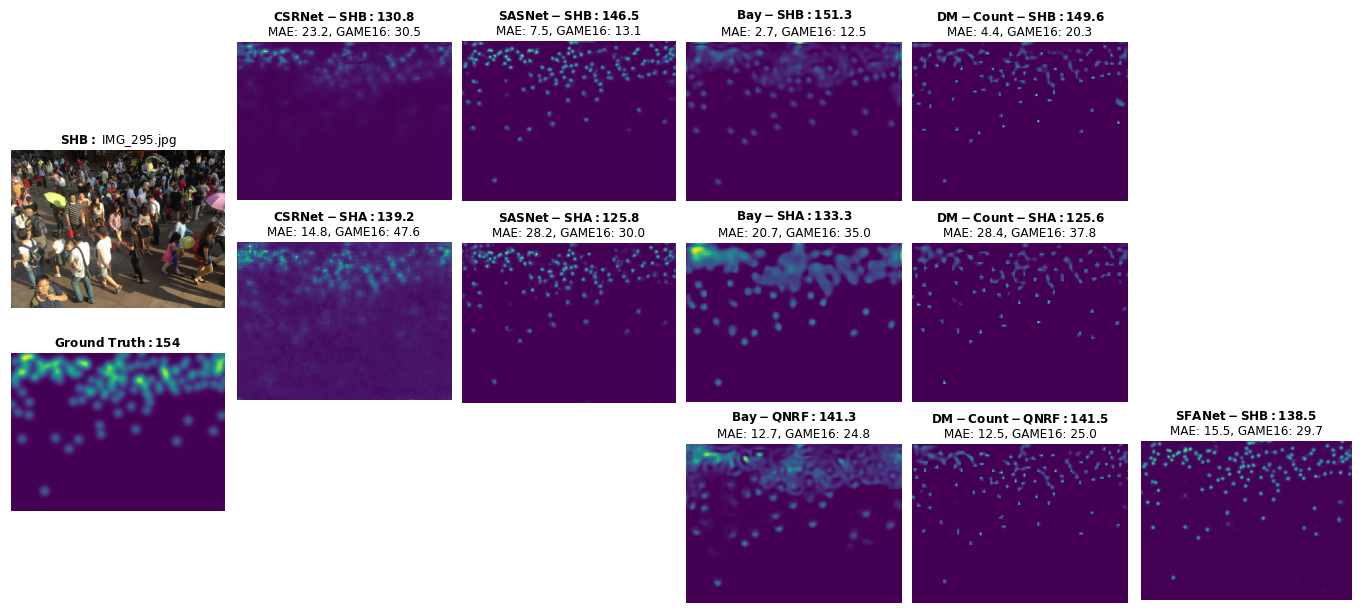 CSRNet − SHB : 130.8
MAE: 23.2, GAME16: 30.5
SASNet − SHB : 146.5
MAE: 7.5, GAME16: 13.1
Bay − SHB : 151.3
MAE: 2.7, GAME16: 12.5
DM − Count − SHB : 149.6
MAE: 4.4, GAME16: 20.3
SHB : IMG_295.jpg
CSRNet − SHA : 139.2
MAE: 14.8, GAME16: 47.6
SASNet − SHA : 125.8
MAE: 28.2, GAME16: 30.0
Bay − SHA : 133.3
MAE: 20.7, GAME16: 35.0
DM − Count − SHA : 125.6
MAE: 28.4, GAME16: 37.8
Ground Truth : 154
Bay − QNRF : 141.3
MAE: 12.7, GAME16: 24.8
DM − Count − QNRF : 141.5
MAE: 12.5, GAME16: 25.0
SFANet − SHB : 138.5
MAE: 15.5, GAME16: 29.7